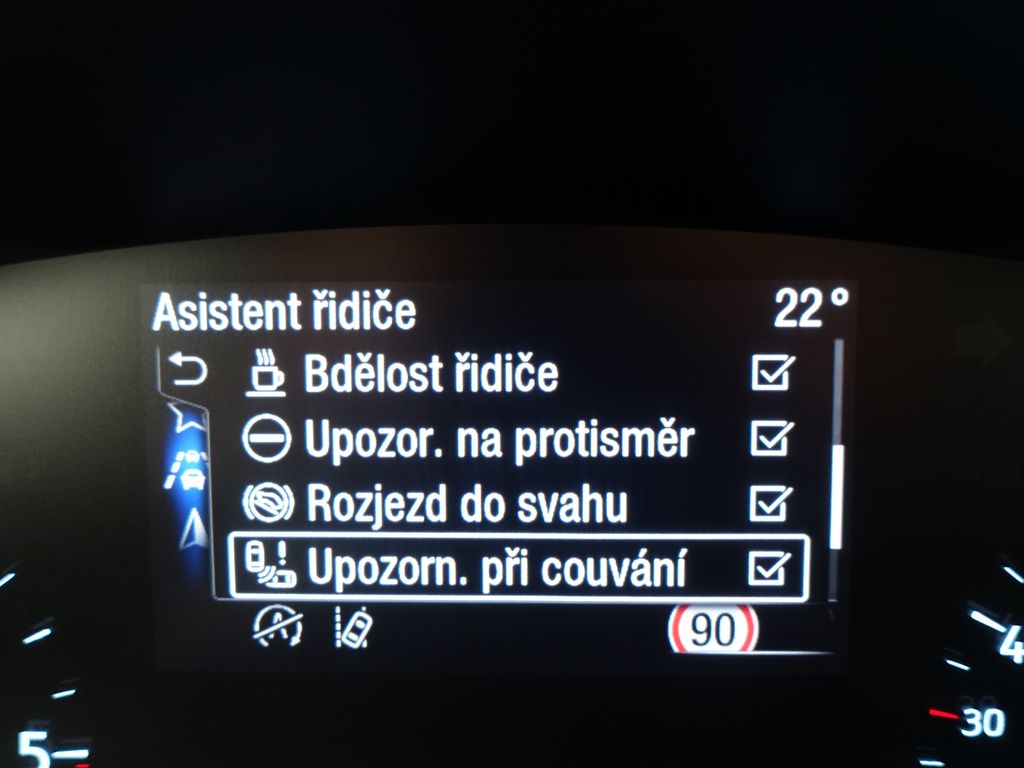 Asistent řidiče 22°
Bdělost řidiče
Upozor. na protisměr
Rozjezd do svahu
Upozorn. při couvání
A 90
4
30
5